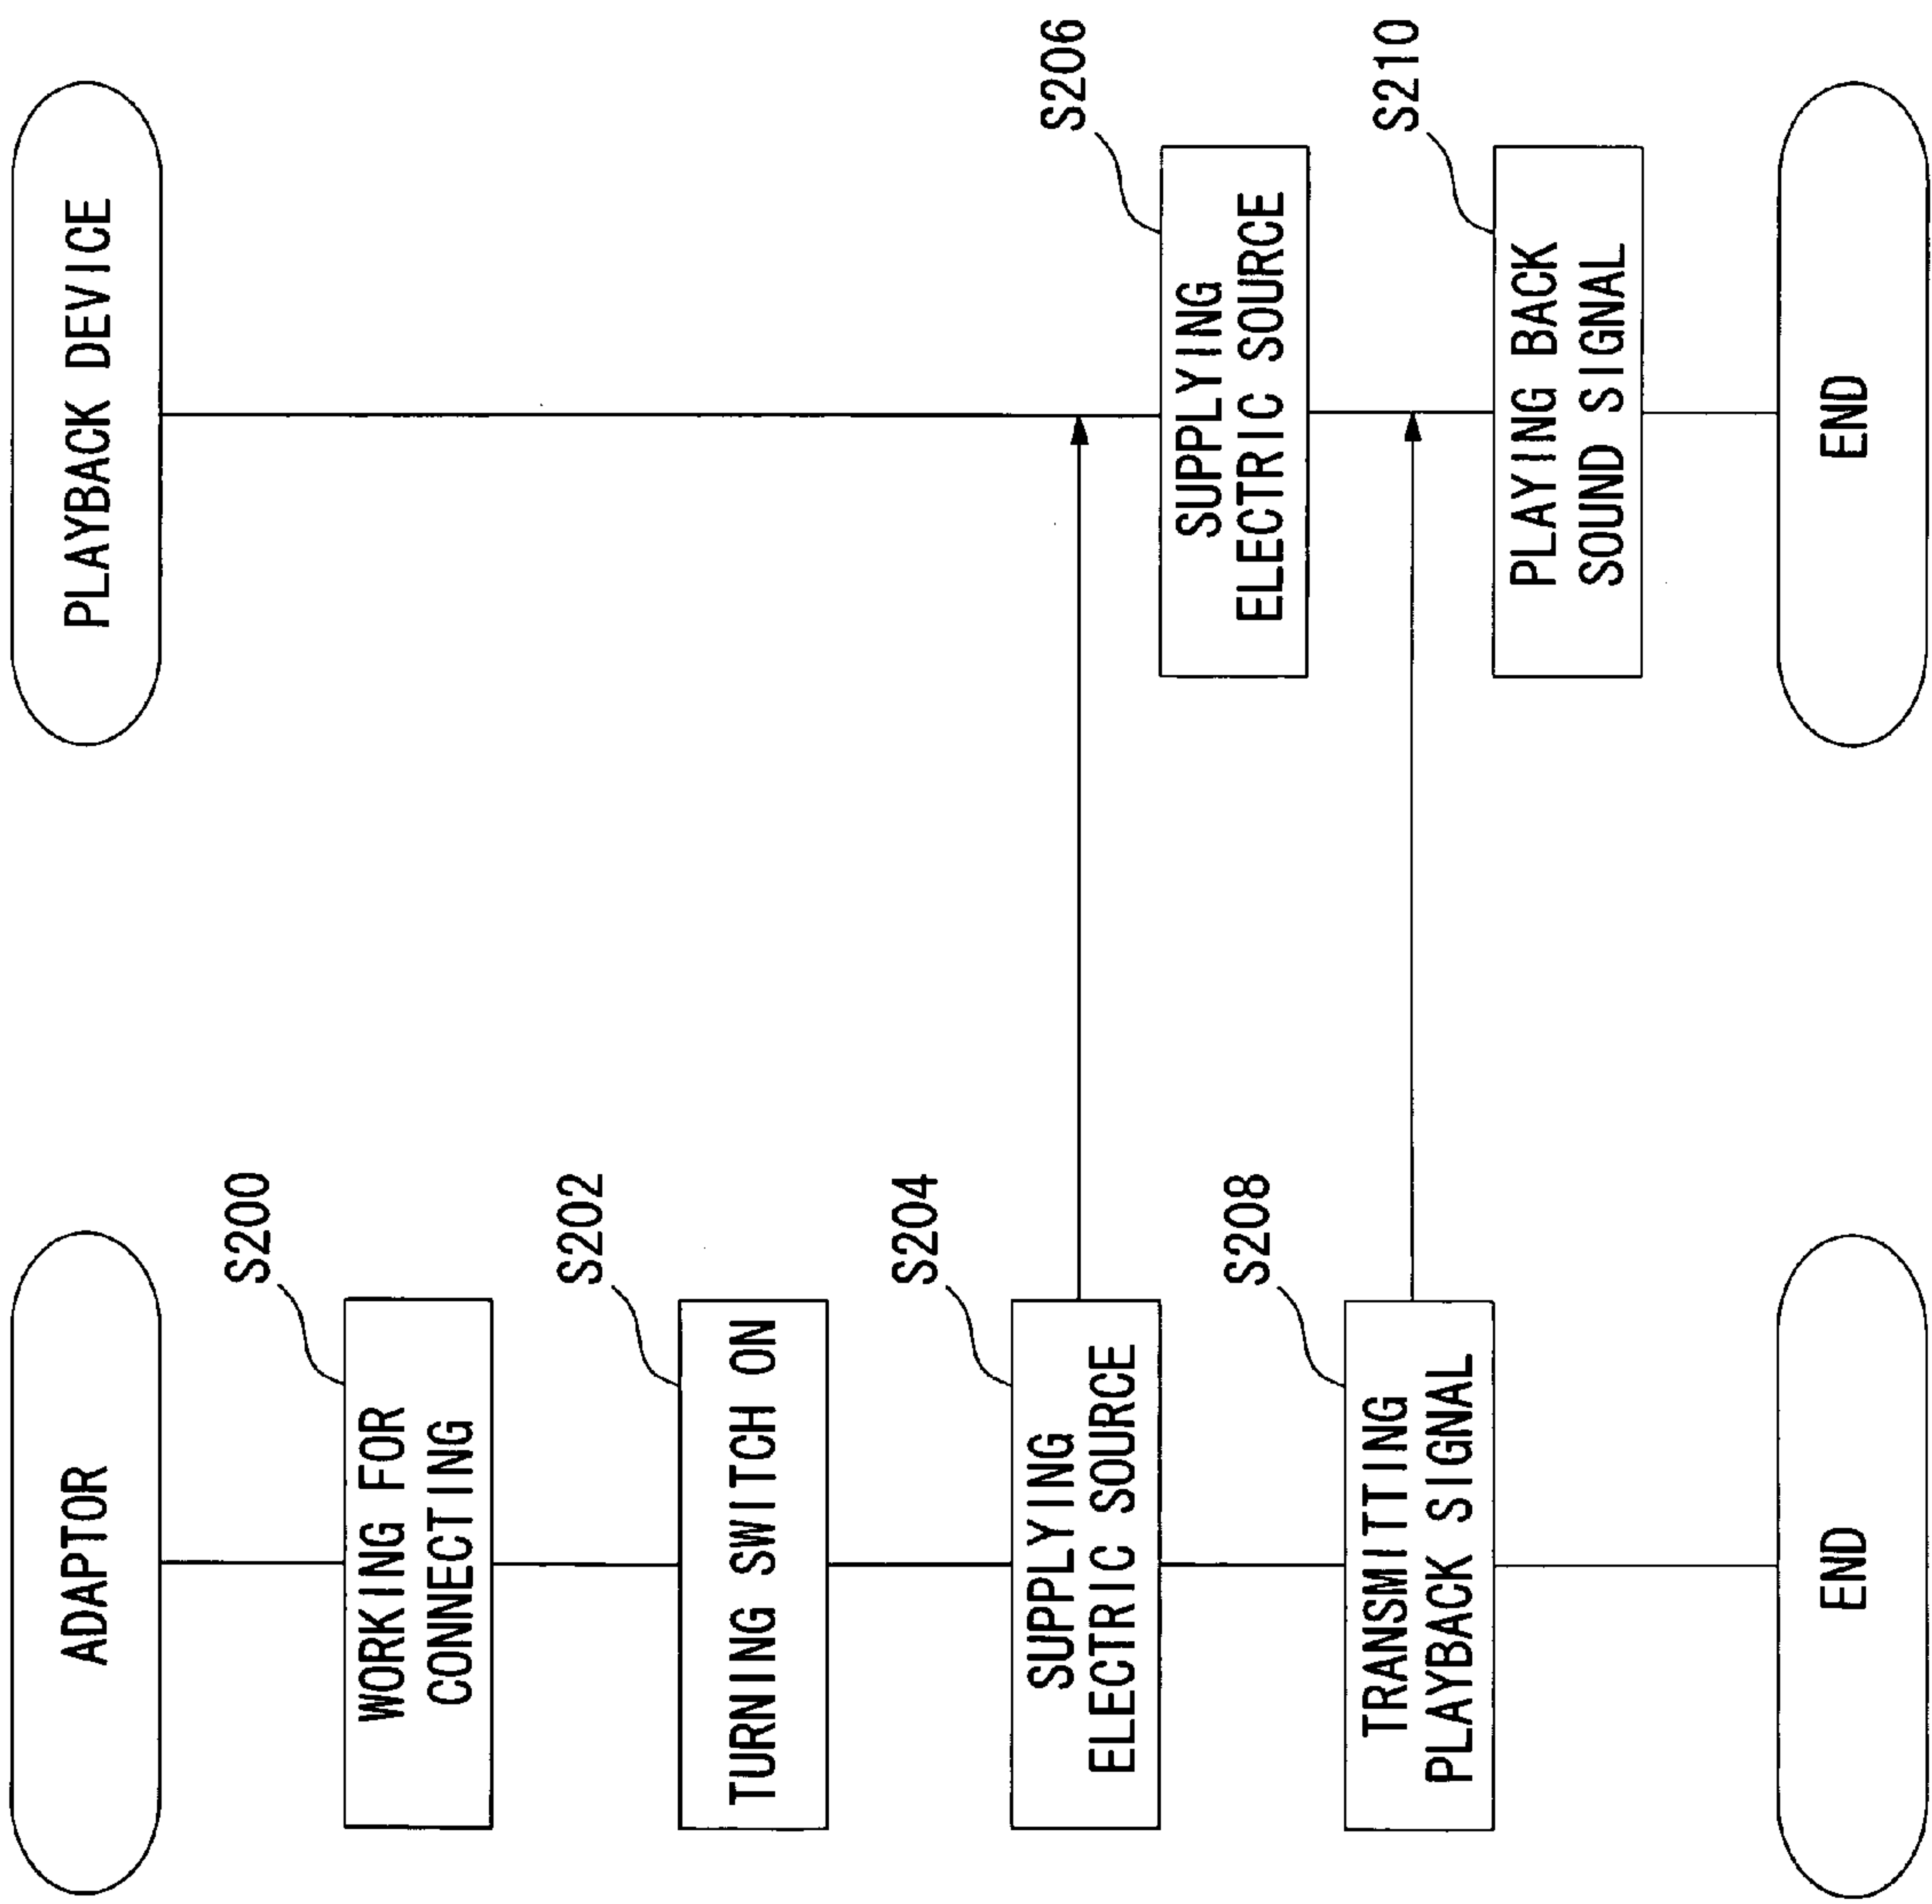 ADAPTOR
S200
WORKING FOR
CONNECTING
S202
TURNING SWITCH ON
S204
SUPPLYING
ELECTRIC SOURCE
S208
TRANSMITTING
PLAYBACK SIGNAL
END
PLAYBACK DEVICE
S206
SUPPLYING
ELECTRIC SOURCE
S210
PLAYING BACK
SOUND SIGNAL
END